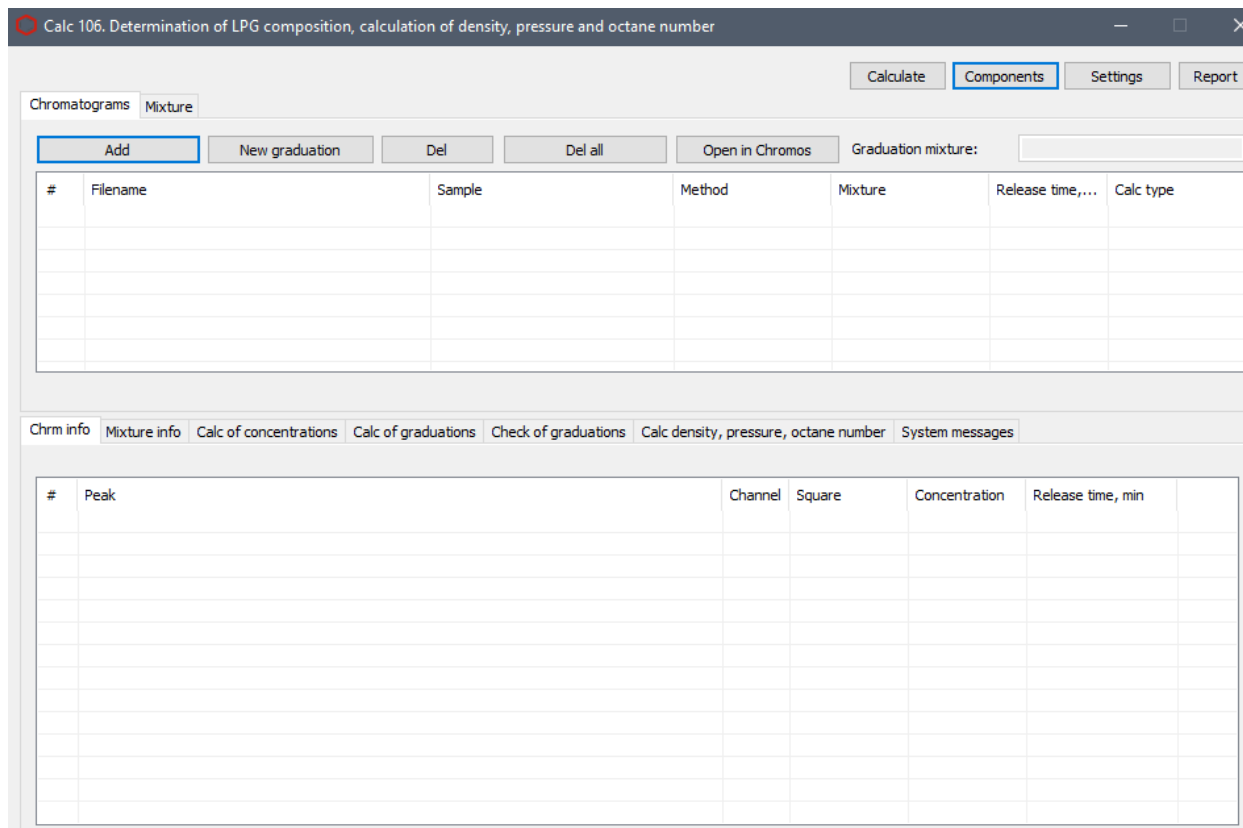 Calc 106. Determination of LPG composition, calculation of density, pressure and octane number
Calculate Components Settings Report
Chromatograms Mixture
Add New graduation Del Del all Open in Chromos Graduation mixture:
# Filename Sample Method Mixture Release time,... Calc type
Chrm info Mixture info Calc of concentrations Calc of graduations Check of graduations Calc density, pressure, octane number System messages
# Peak Channel Square Concentration Release time, min